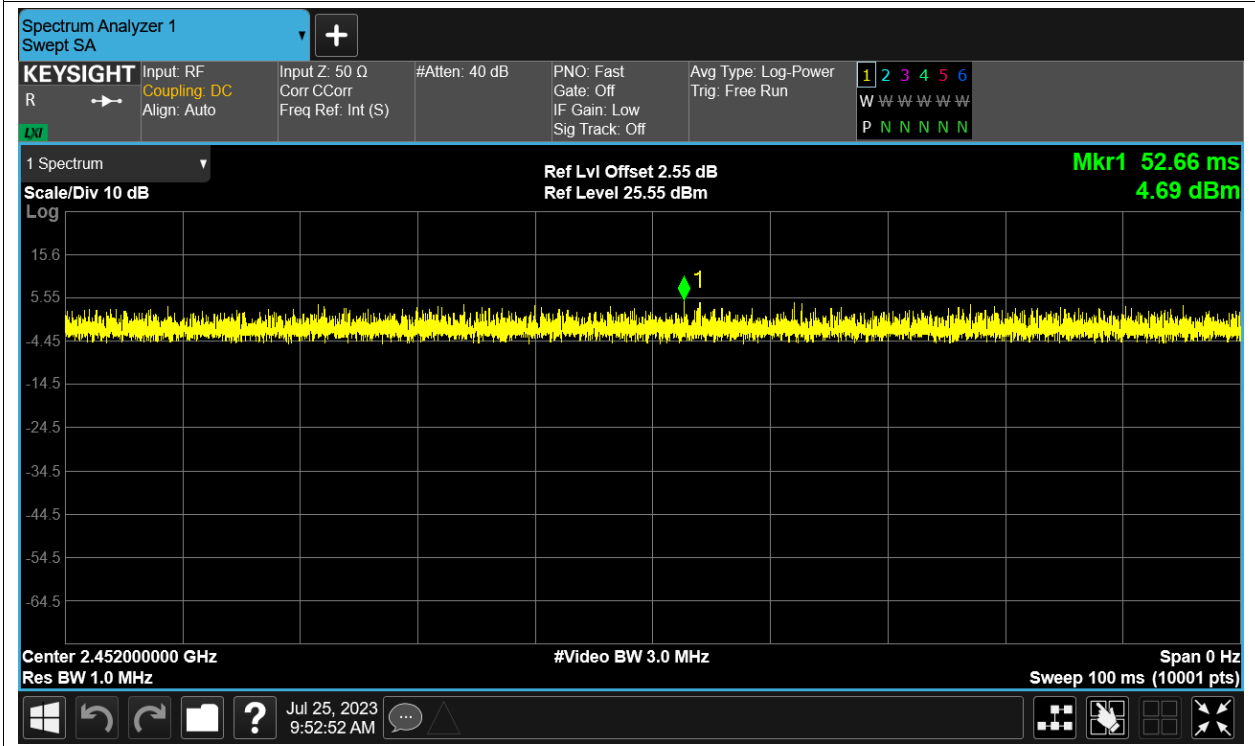 Spectrum Analyzer 1
Swept SA
+
KEYSIGHT
R
LXI
Input: RF
Coupling: DC
Align: Auto
Input Z: 50 Ω
Corr CCorr
Freq Ref: Int (S)
#Atten: 40 dB
PNO: Fast
Gate: Off
IF Gain: Low
Sig Track: Off
Avg Type: Log-Power
Trig: Free Run
1 2 3 4 5 6
W W W W W W
P N N N N N
1 Spectrum
Scale/Div 10 dB
Ref Lvl Offset 2.55 dB
Ref Level 25.55 dBm
Mkr1 52.66 ms
4.69 dBm
Log
15.6
5.55
-4.45
-14.5
-24.5
-34.5
-44.5
-54.5
-64.5
1
Center 2.452000000 GHz
Res BW 1.0 MHz
#Video BW 3.0 MHz
Span 0 Hz
Sweep 100 ms (10001 pts)
?
Jul 25, 2023
9:52:52 AM